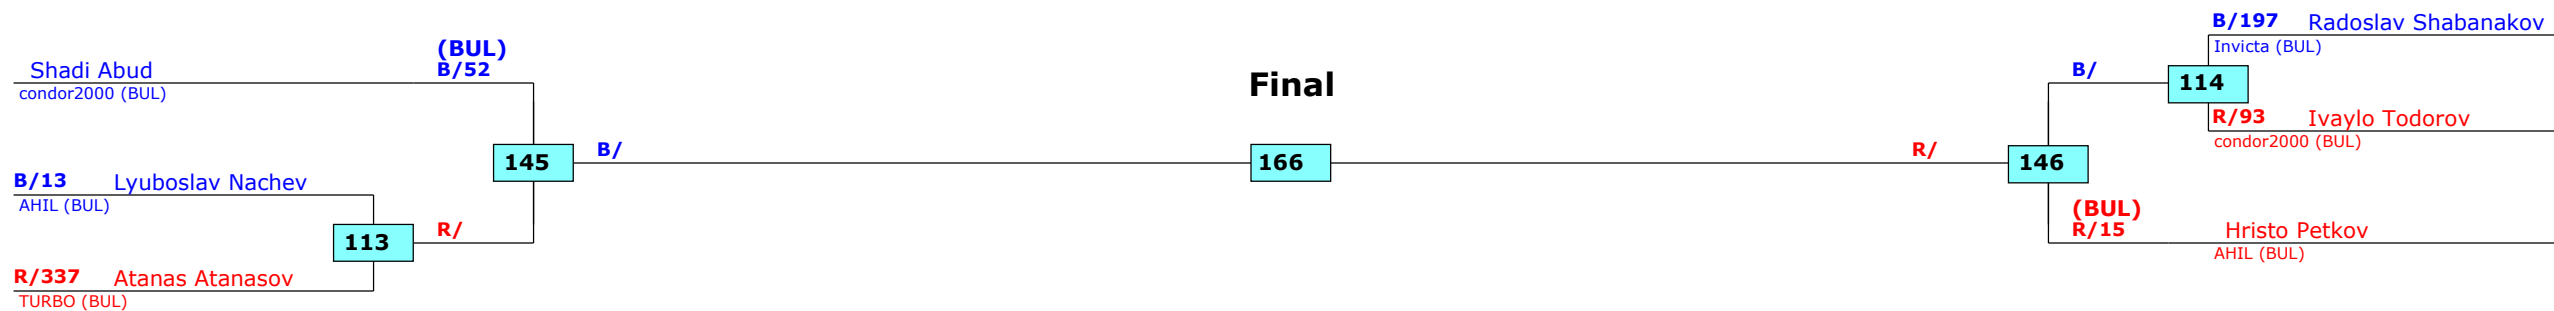 (BUL)
Shadi Abud B/52
condor2000 (BUL)
B/13 Lyuboslav Nachev
AHIL (BUL)
R/337 Atanas Atanasov
TURBO (BUL)
113
R/
145
B/
Final
166
R/
146
B/
114
B/197 Radoslav Shabanakov
Invicta (BUL)
R/93 Ivaylo Todorov
condor2000 (BUL)
(BUL)
R/15 Hristo Petkov
AHIL (BUL)